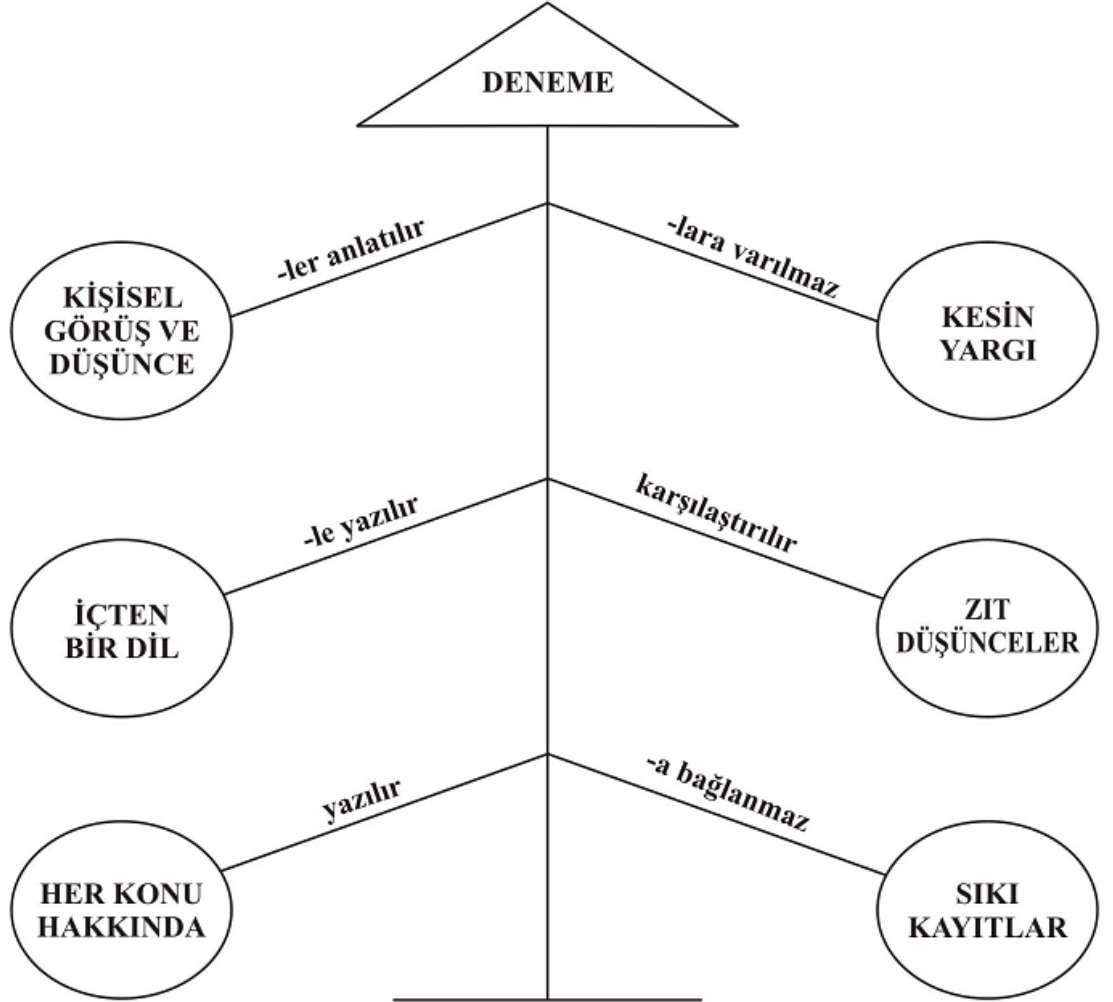 DENEME
-ler anlatılır
-lara varılmaz
KİŞİSEL
GÖRÜŞ VE
DÜŞÜNCE
KESİN
YARGI
-le yazılır
karşılaştırılır
İÇTEN
BİR DİL
ZIT
DÜŞÜNCELER
yazılır
-a bağlanmaz
HER KONU
HAKKINDA
SIKI
KAYITLAR